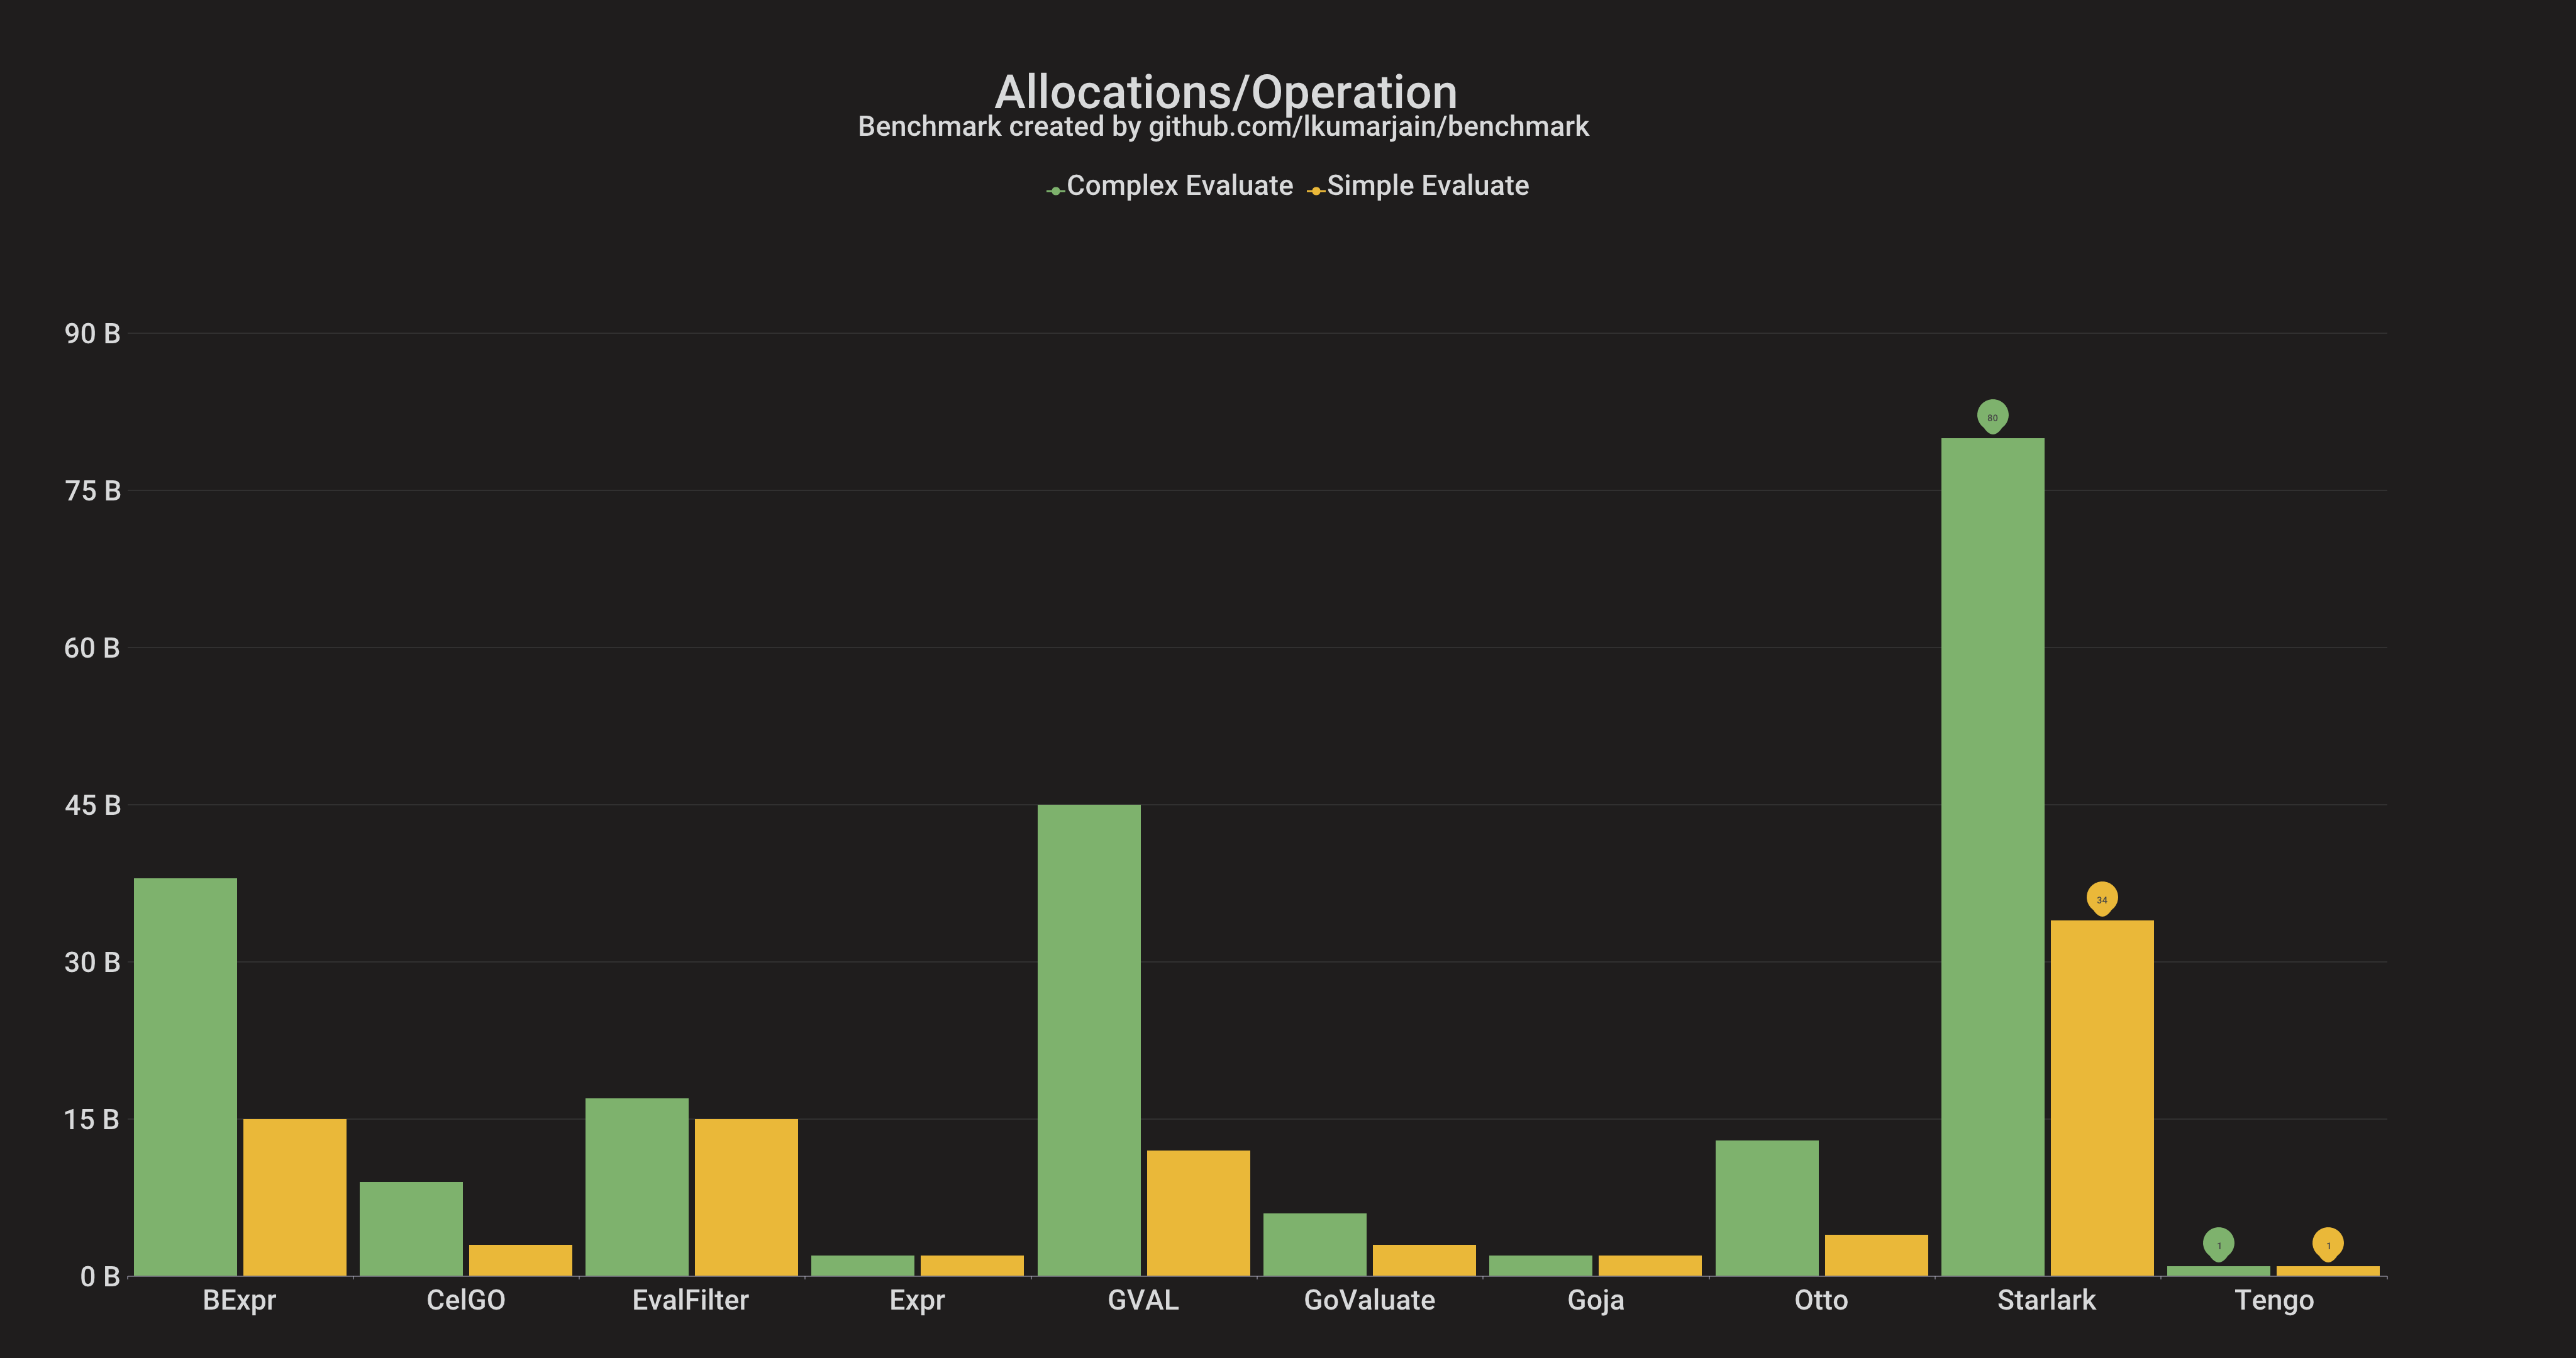 Allocations/Operation
Benchmark created by github.com/lkumarjain/benchmark
Complex Evaluate Simple Evaluate
90 B
80
75 B
60 B
45 B
34
30 B
15 B
1 1
0 B
BExpr CelGO EvalFilter Expr GVAL GoValuate Goja Otto Starlark Tengo